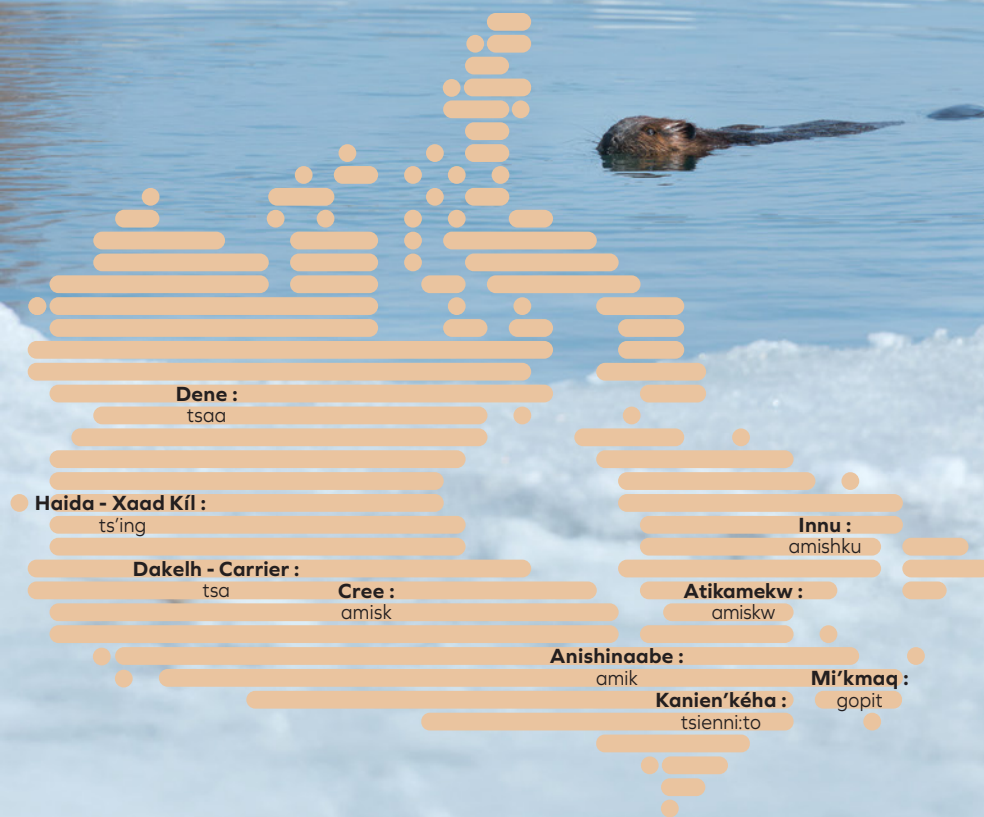 Dene :
tsaa
Haida - Xaad Kíl :
ts’ing
Innu :
amishku
Dakelh - Carrier :
tsa
Cree :
amisk
Atikamekw :
amiskw
Anishinaabe :
amik
Mi’kmaq :
gopit
Kanien’kéha :
tsienni:to